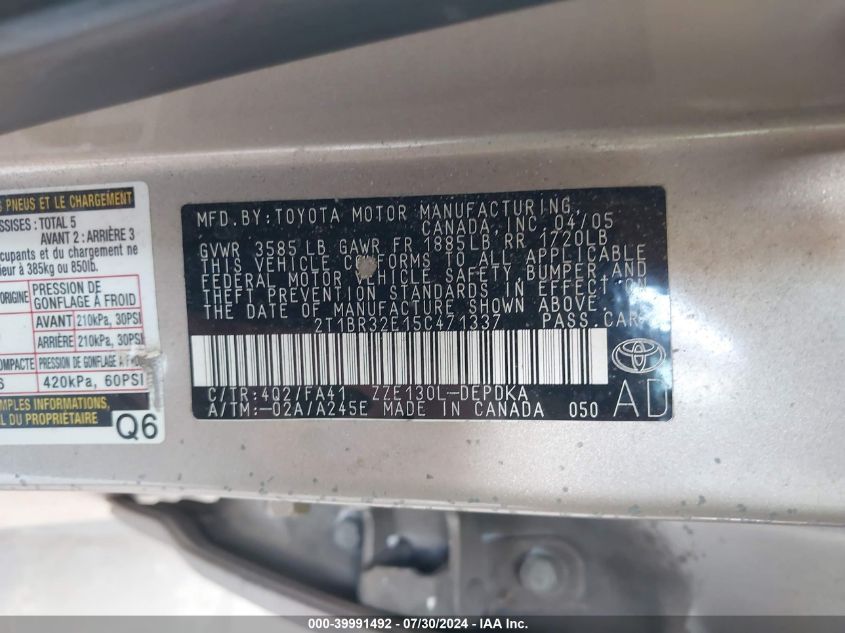 S PNEUS ET LE CHARGEMENT
SSISES : TOTAL 5
AVANT 2 : ARRIÈRE 3
cupants et du chargement ne
ieur à 385kg ou 850lb.
ORIGINE
PRESSION DE
GONFLAGE À FROID
AVANT 210kPa, 30PSI
ARRIÈRE 210kPa, 30PSI
COMPACTE PRESSION DE GONFLAGE À F
S 420kPa, 60PSI
MPLES
AL DU PROPRIÉTAIRE
Q6
MFD. BY: TOYOTA MOTOR MANUFACTURING
CANADA, INC. 04/05
GVWR 3585 LB GAWR FR 1885LB RR 1720LB
THIS VEHICLE CONFORMS TO ALL APPLICABLE
FEDERAL MOTOR VEHICLE SAFETY, BUMPER, AND
THEFT PREVENTION STANDARDS IN EFFECT ON
THE DATE OF MANUFACTURE SHOWN ABOVE.
2T1BR32E15C471337 PASS CAR
C/TR: 4Q2/FA41 ZZE130L-DEPDKA
A/TM: -02A/A245E MADE IN CANADA 050
AD
000-39991492 - 07/30/2024 - IAA Inc.